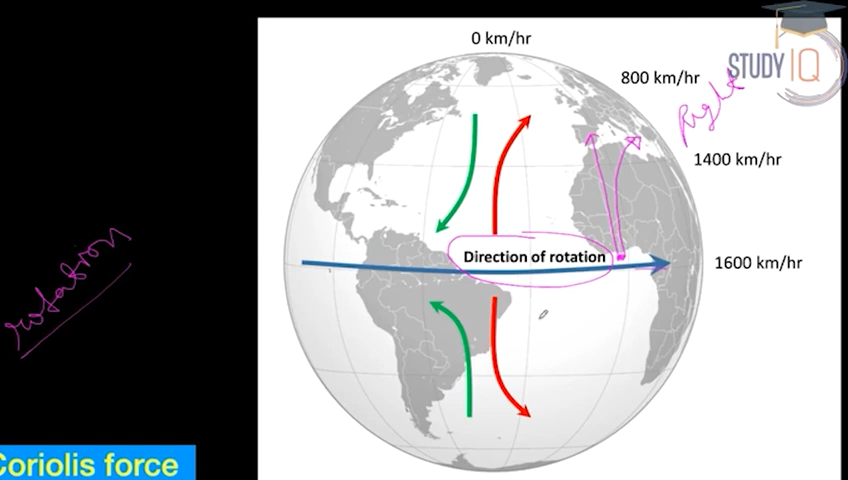 0 km/hr
STUDY IQ
800 km/hr
Right
1400 km/hr
Direction of rotation
1600 km/hr
rotation
Coriolis force